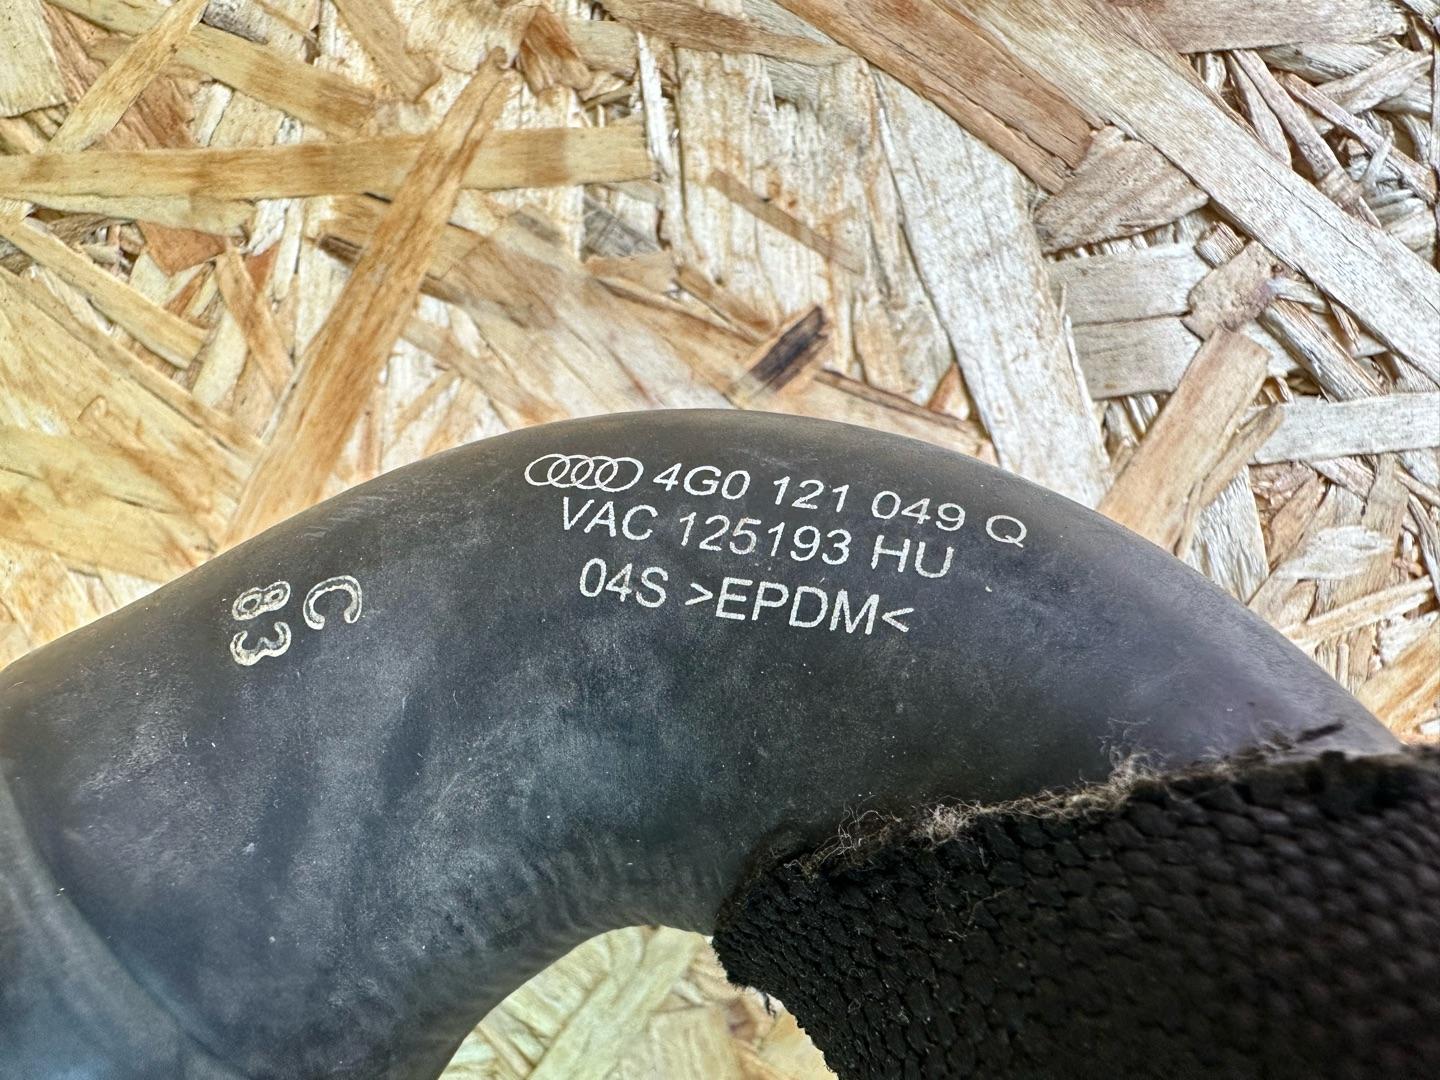 4G0 121 049 Q
VAC 125193 HU
04S >EPDM<
C
83